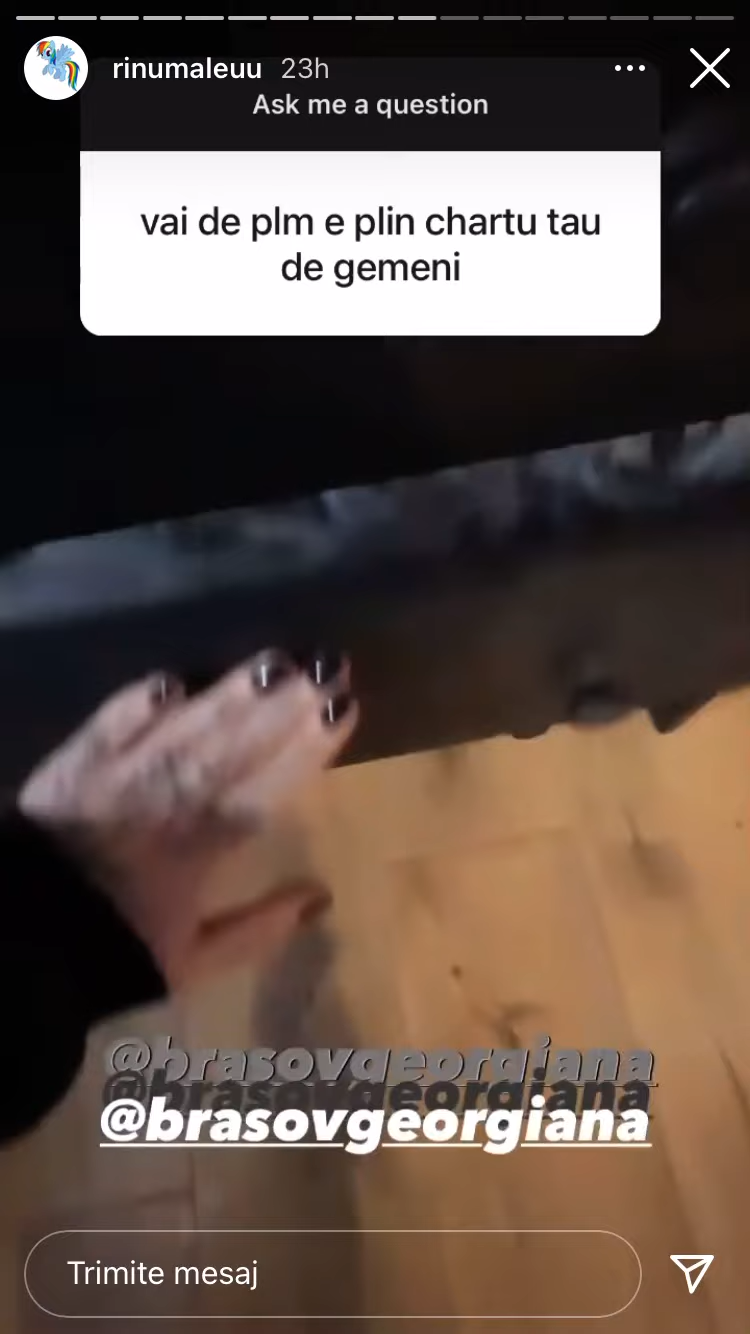 rinumaleuu 23h
Ask me a question
vai de plm e plin chartu tau
de gemeni
@brasovgeorgiana
@brasovgeorgiana
@brasovgeorgiana
Trimite mesaj